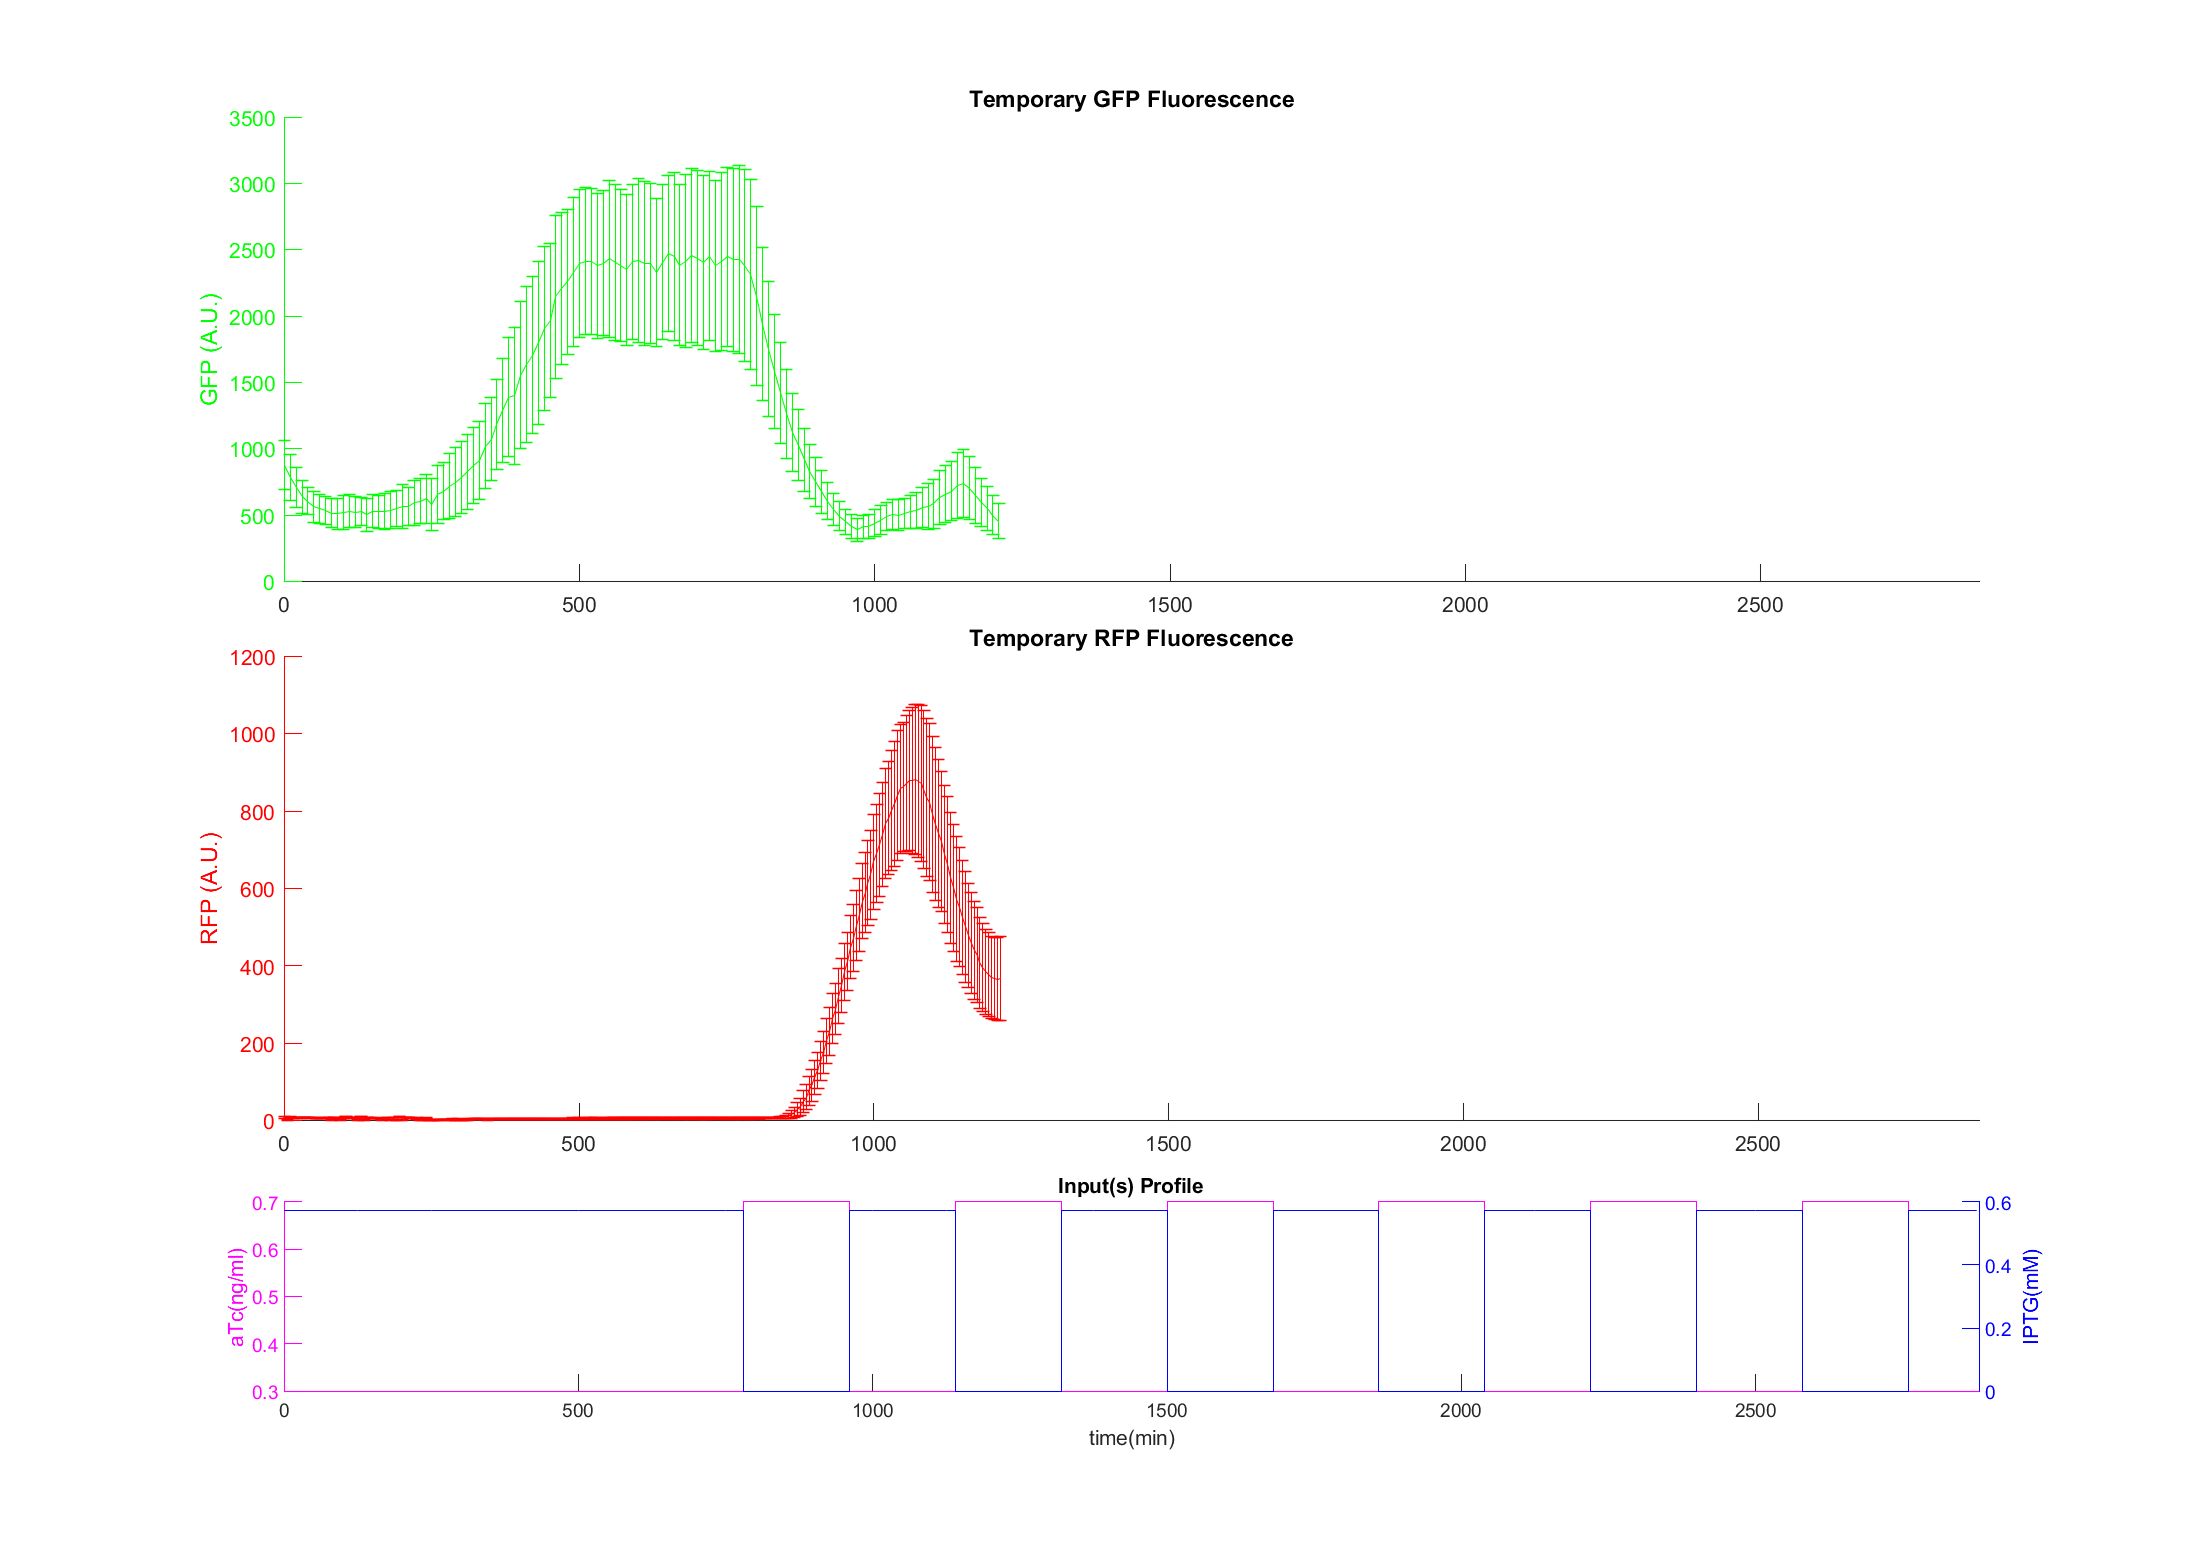 Temporary GFP Fluorescence
3500
3000
2500
2000
1500
1000
500
0
GFP (A.U.)
0 500 1000 1500 2000 2500
Temporary RFP Fluorescence
1200
1000
800
600
400
200
0
RFP (A.U.)
0 500 1000 1500 2000 2500
Input(s) Profile
0.7
0.6
0.5
0.4
0.3
aTc(ng/ml)
0.6
0.4
0.2
0
IPTG(mM)
0 500 1000 1500 2000 2500
time(min)